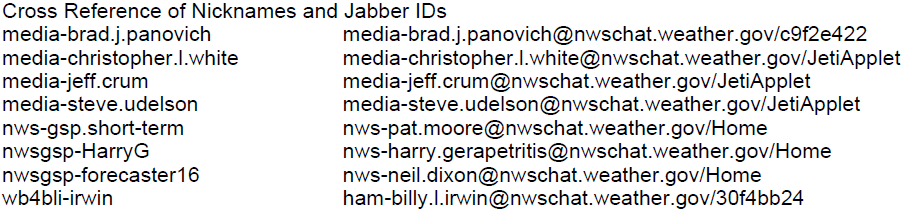 Cross Reference of Nicknames and Jabber IDs
media-brad.j.panovich media-brad.j.panovich@nwschat.weather.gov/c9f2e422
media-christopher.l.white media-christopher.l.white@nwschat.weather.gov/JetiApplet
media-jeff.crum media-jeff.crum@nwschat.weather.gov/JetiApplet
media-steve.udelson media-steve.udelson@nwschat.weather.gov/JetiApplet
nws-gsp.short-term nws-pat.moore@nwschat.weather.gov/Home
nwsgsp-HarryG nws-harry.gerapetritis@nwschat.weather.gov/Home
nwsgsp-forecaster16 nws-neil.dixon@nwschat.weather.gov/Home
wb4bli-irwin ham-billy.l.irwin@nwschat.weather.gov/30f4bb24